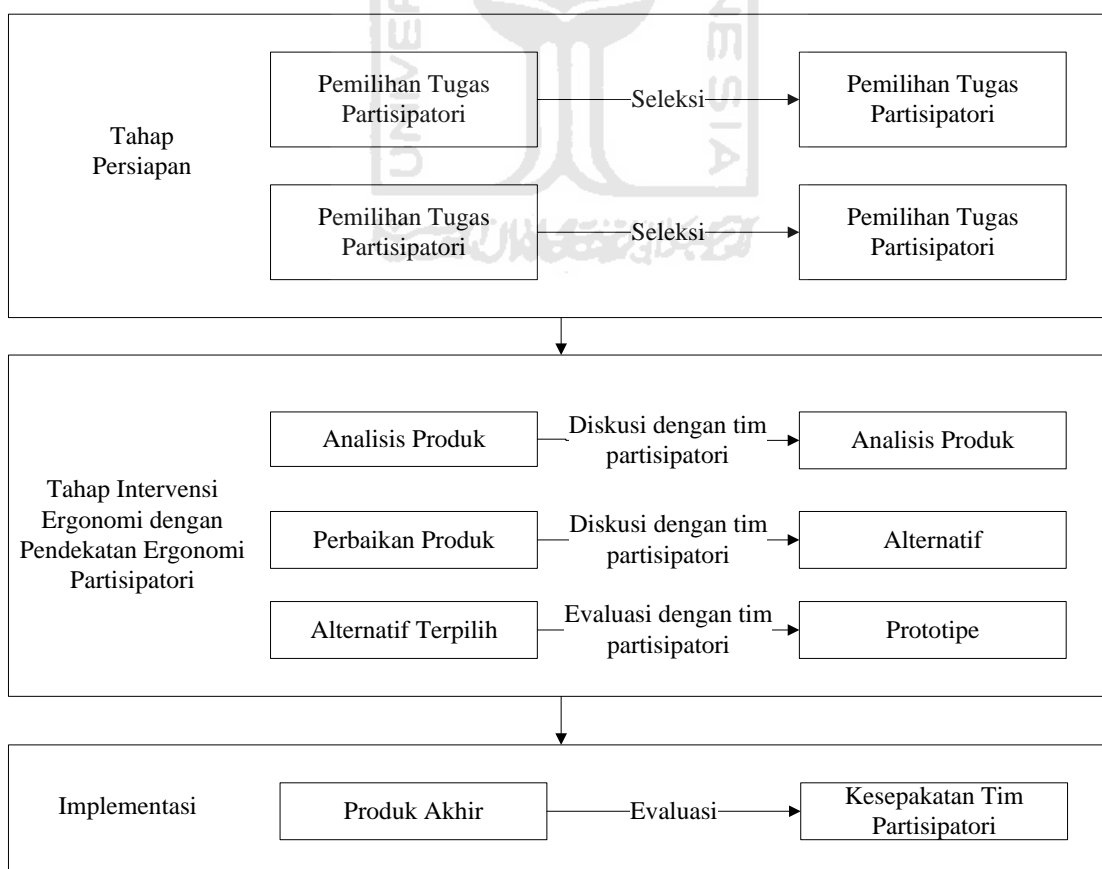 Tahap
Persiapan
Pemilihan Tugas
Partisipatori
Seleksi
Pemilihan Tugas
Partisipatori
Pemilihan Tugas
Partisipatori
Seleksi
Pemilihan Tugas
Partisipatori
Tahap Intervensi
Ergonomi dengan
Pendekatan Ergonomi
Partisipatori
Analisis Produk
Diskusi dengan tim
partisipatori
Analisis Produk
Perbaikan Produk
Diskusi dengan tim
partisipatori
Alternatif
Alternatif Terpilih
Evaluasi dengan tim
partisipatori
Prototipe
Implementasi
Produk Akhir
Evaluasi
Kesepakatan Tim
Partisipatori